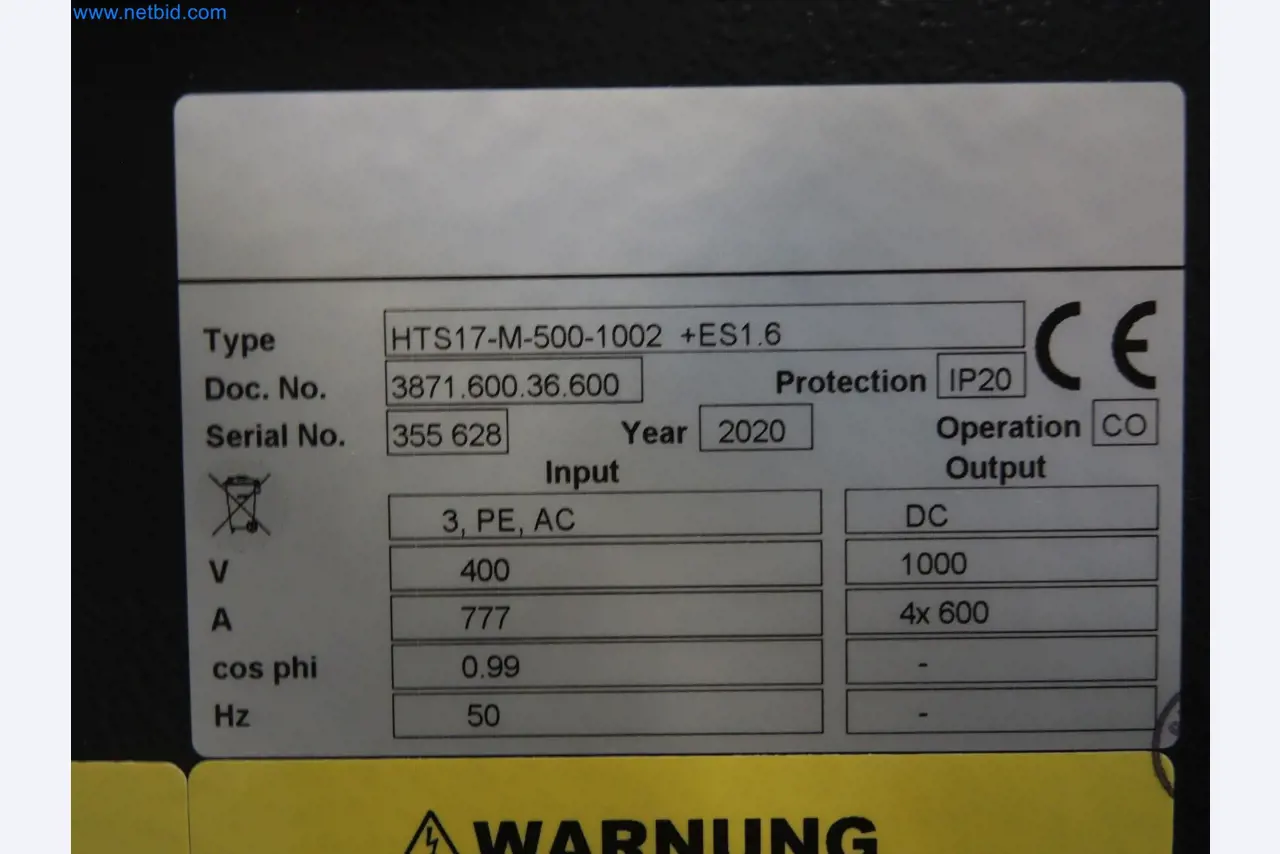 www.netbid.com
Type HTS17-M-500-1002 +ES1.6 CE
Doc. No. 3871.600.36.600 Protection IP20
Serial No. 355 628 Year 2020 Operation CO
Input Output
3, PE, AC DC
V 400 1000
A 777 4x 600
cos phi 0.99 -
Hz 50 -
WARNUNG